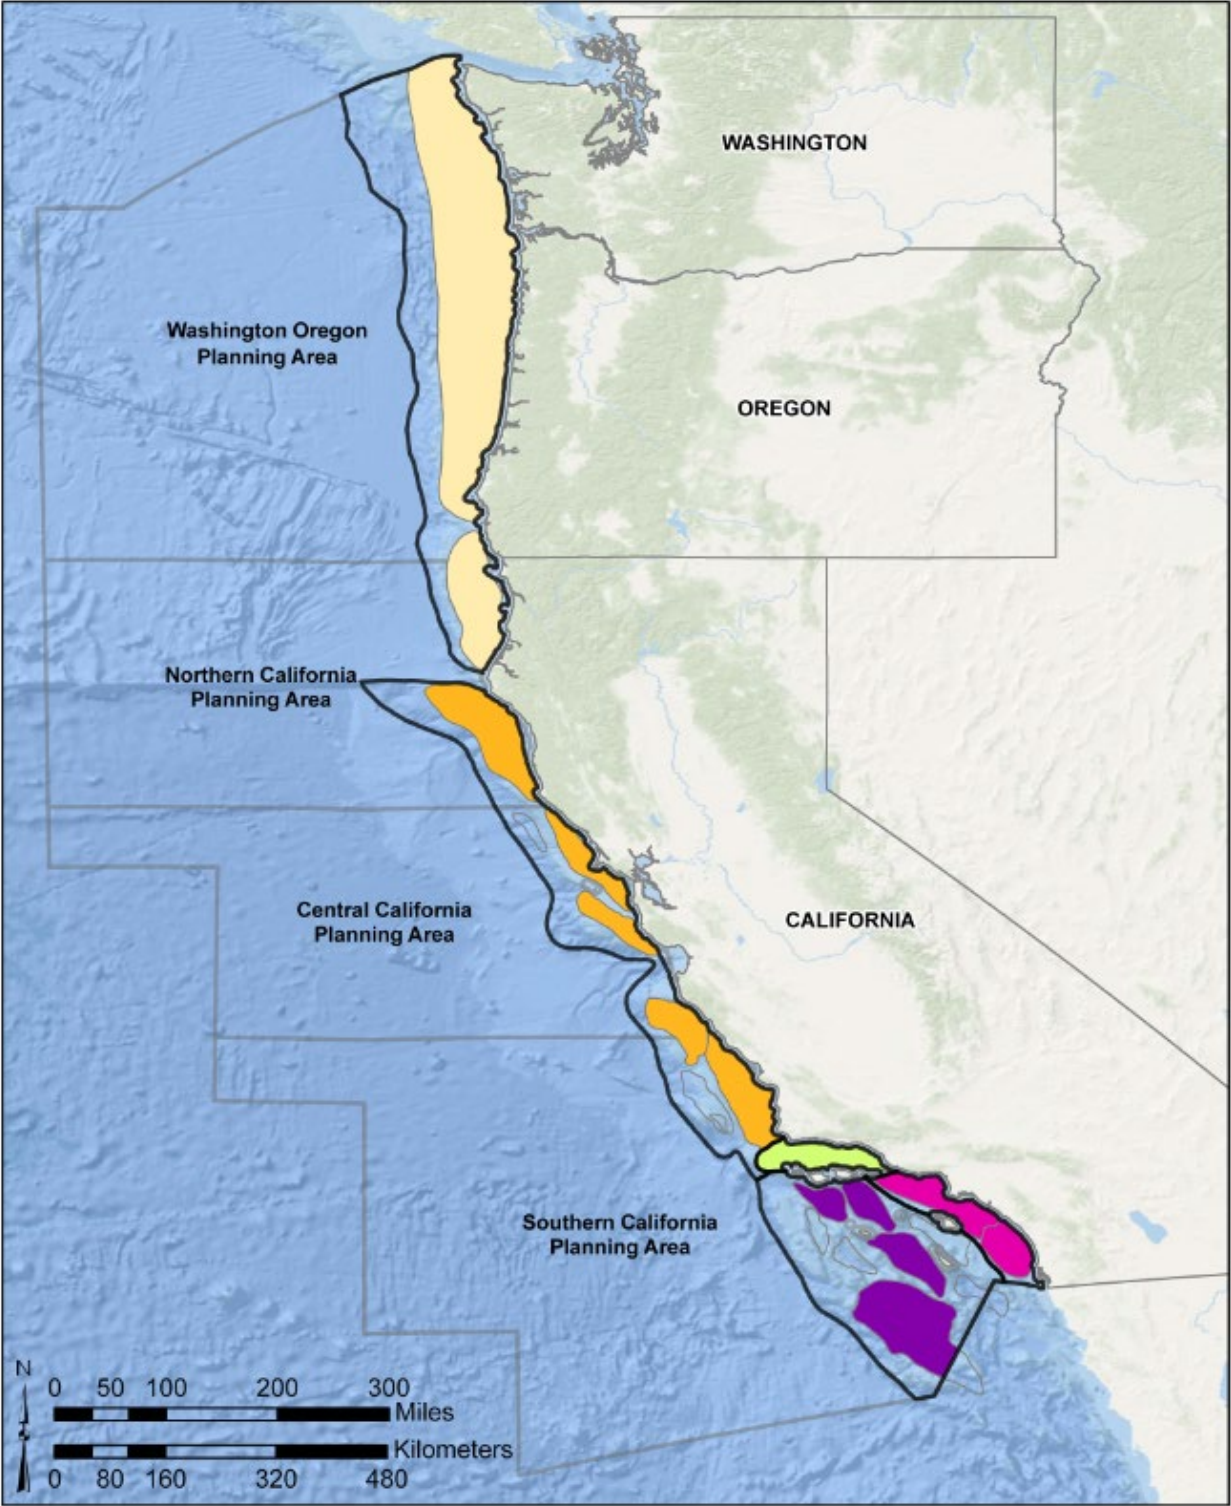 WASHINGTON
Washington Oregon
Planning Area
OREGON
Northern California
Planning Area
Central California
Planning Area
CALIFORNIA
Southern California
Planning Area
N
0 50 100 200 300
Miles
Kilometers
0 80 160 320 480